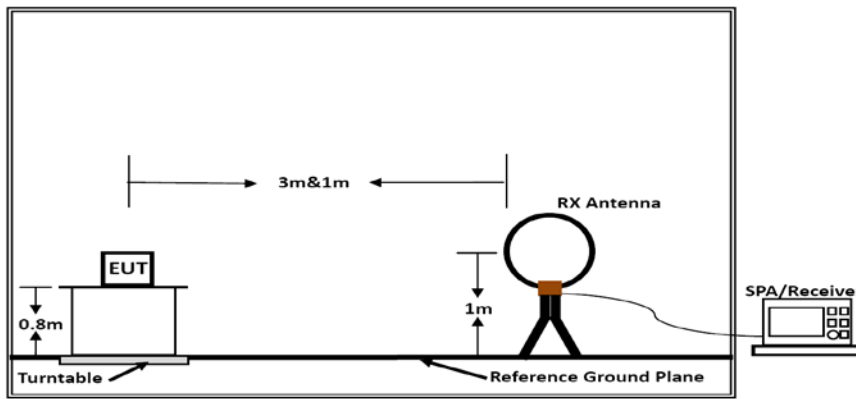 3m&1m
RX Antenna
EUT
SPA/Receive
0.8m
1m
Turntable
Reference Ground Plane